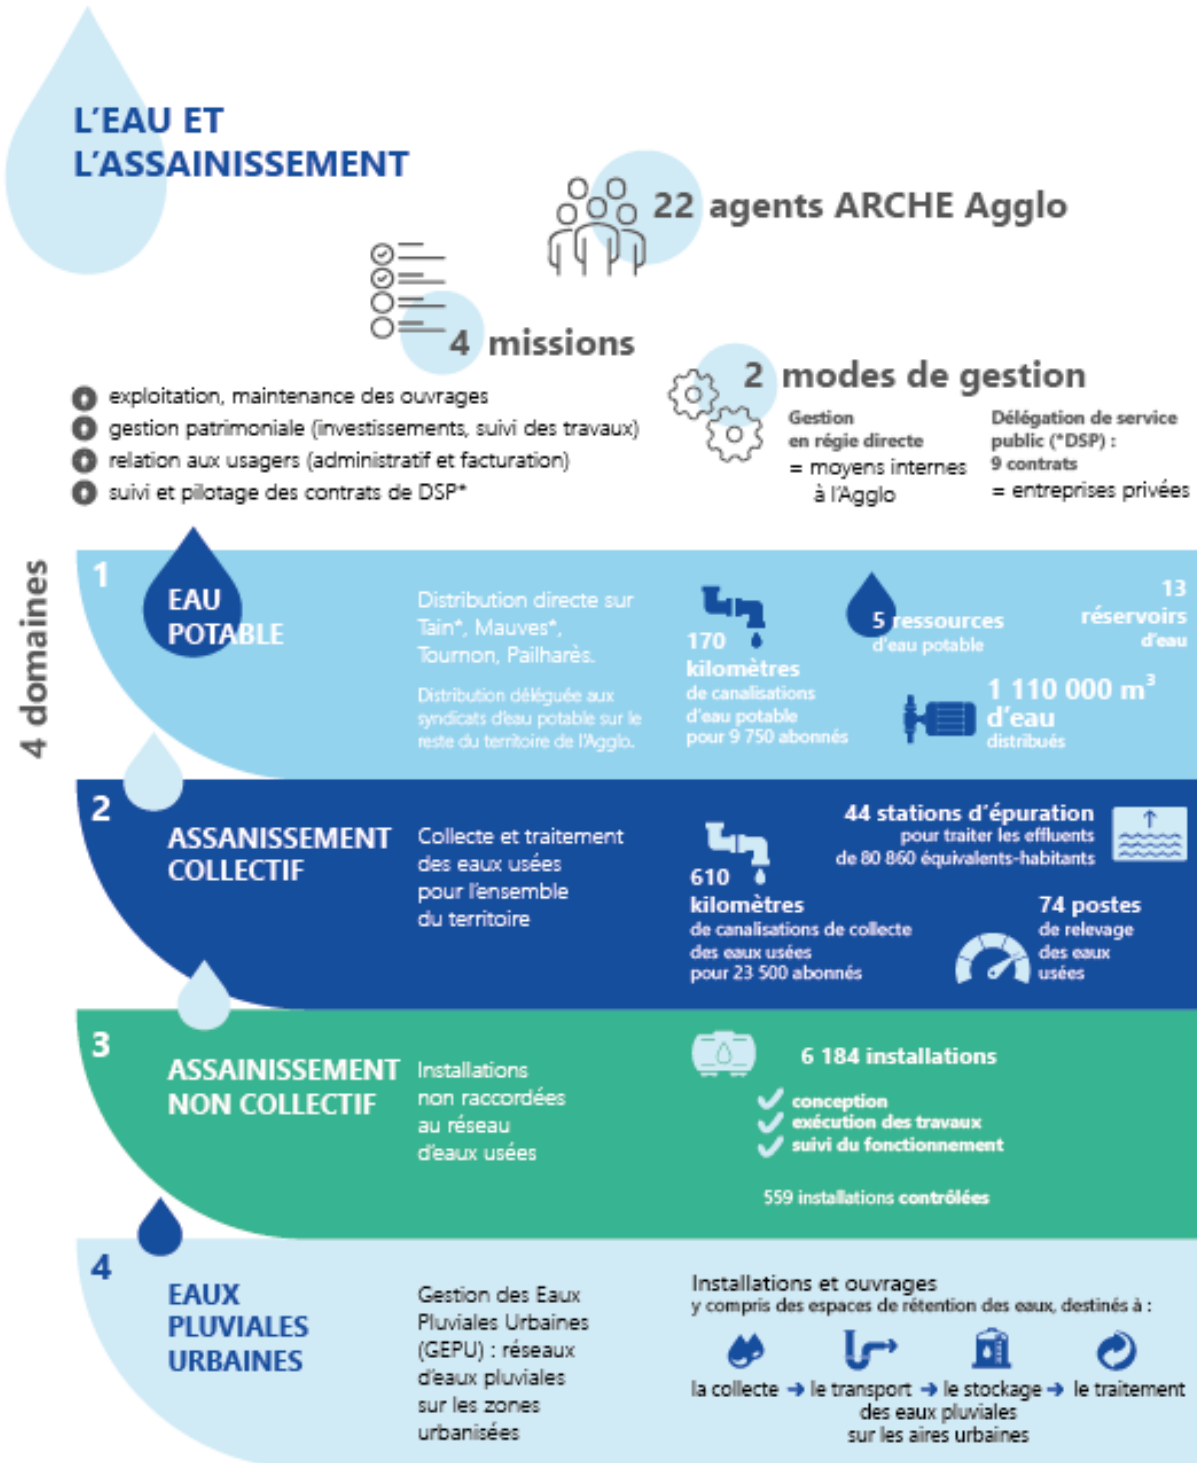 L'EAU ET
L'ASSAINISSEMENT
22 agents ARCHE Agglo
4 missions
exploitation, maintenance des ouvrages
gestion patrimoniale (investissements, suivi des travaux)
relation aux usagers (administratif et facturation)
suivi et pilotage des contrats de DSP*
2 modes de gestion
Gestion
en régie directe
= moyens internes
à l'Agglo
Délégation de service
public (*DSP) :
9 contrats
= entreprises privées
4 domaines
1
EAU
POTABLE
Distribution directe sur
Tain*, Mauves*,
Tournon, Pailharès.
Distribution déléguée aux
syndicats d'eau potable sur le
reste du territoire de l'Agglo.
170
kilomètres
de canalisations
d'eau potable
pour 9 750 abonnés
5 ressources
d'eau potable
13
réservoirs
d'eau
1 110 000 m³
d'eau
distribués
2
ASSANISSEMENT
COLLECTIF
Collecte et traitement
des eaux usées
pour l'ensemble
du territoire
610
kilomètres
de canalisations de collecte
des eaux usées
pour 23 500 abonnés
44 stations d'épuration
pour traiter les effluents
de 80 860 équivalents-habitants
74 postes
de relevage
des eaux
usées
3
ASSAINISSEMENT
NON COLLECTIF
Installations
non raccordées
au réseau
d'eaux usées
6 184 installations
conception
exécution des travaux
suivi du fonctionnement
559 installations contrôlées
4
EAUX
PLUVIALES
URBAINES
Gestion des Eaux
Pluviales Urbaines
(GEPU) : réseaux
d'eaux pluviales
sur les zones
urbanisées
Installations et ouvrages
y compris des espaces de rétention des eaux, destinés à :
la collecte → le transport → le stockage → le traitement
des eaux pluviales
sur les aires urbaines